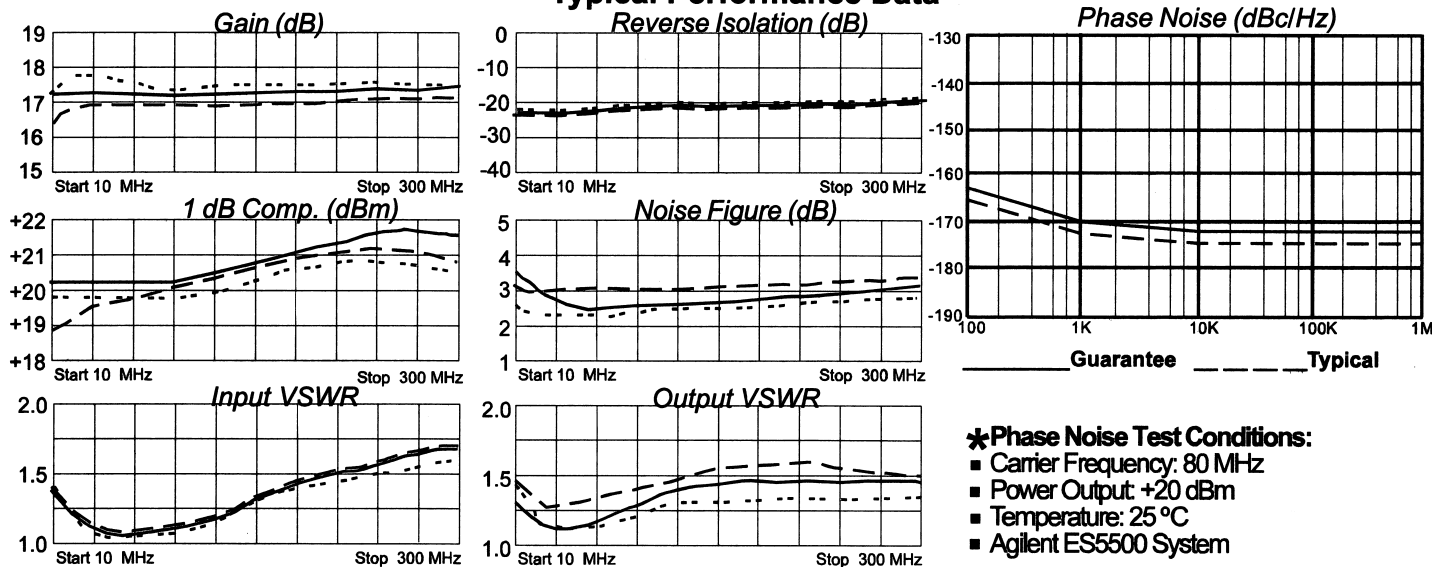 Typical Performance Data
Gain (dB)
19
18
17
16
15
Start 10 MHz
Stop 300 MHz
Reverse Isolation (dB)
0
-10
-20
-30
-40
Start 10 MHz
Stop 300 MHz
Phase Noise (dBc/Hz)
-130
-140
-150
-160
-170
-180
-190
100
1K
10K
100K
1M
Guarantee
Typical
1 dB Comp. (dBm)
+22
+21
+20
+19
+18
Start 10 MHz
Stop 300 MHz
Noise Figure (dB)
5
4
3
2
1
Start 10 MHz
Stop 300 MHz
Input VSWR
2.0
1.5
1.0
Start 10 MHz
Stop 300 MHz
Output VSWR
2.0
1.5
1.0
Start 10 MHz
Stop 300 MHz
*Phase Noise Test Conditions:
▪ Carrier Frequency: 80 MHz
▪ Power Output: +20 dBm
▪ Temperature: 25 ºC
▪ Agilent ES5500 System